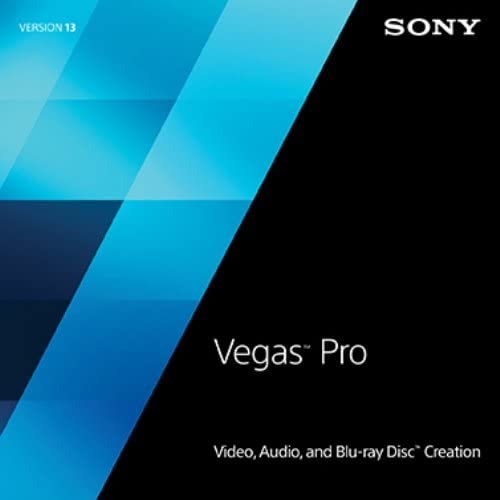 VERSION 13
SONY
Vegas™ Pro
Video, Audio, and Blu-ray Disc™ Creation